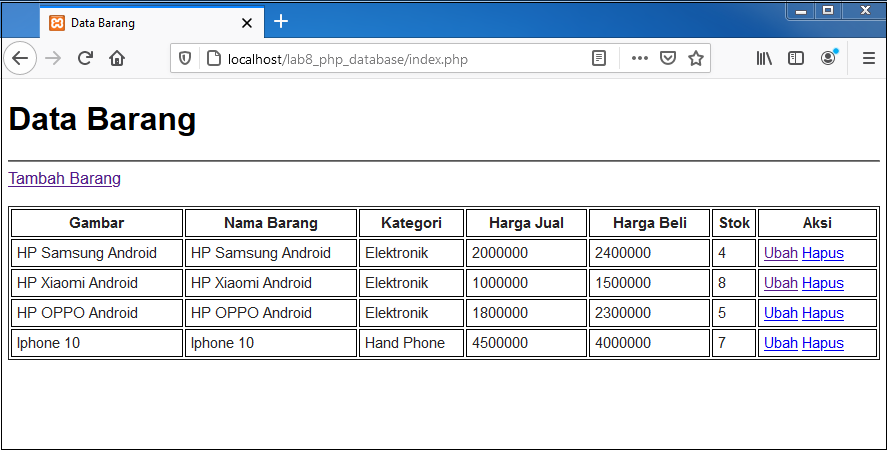 Data Barang
localhost/lab8_php_database/index.php
Data Barang
Tambah Barang
Gambar Nama Barang Kategori Harga Jual Harga Beli Stok Aksi
HP Samsung Android HP Samsung Android Elektronik 2000000 2400000 4 Ubah Hapus
HP Xiaomi Android HP Xiaomi Android Elektronik 1000000 1500000 8 Ubah Hapus
HP OPPO Android HP OPPO Android Elektronik 1800000 2300000 5 Ubah Hapus
Iphone 10 Iphone 10 Hand Phone 4500000 4000000 7 Ubah Hapus